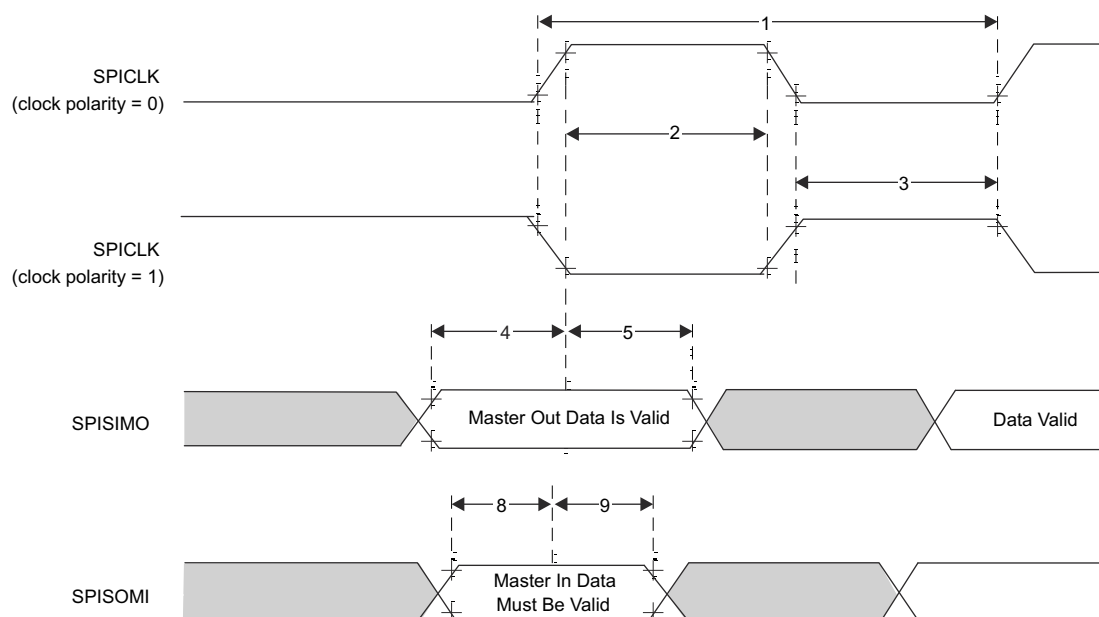 1
SPICLK
(clock polarity = 0)
2
3
SPICLK
(clock polarity = 1)
4
5
SPISIMO
Master Out Data Is Valid
Data Valid
8
9
SPISOMI
Master In Data
Must Be Valid